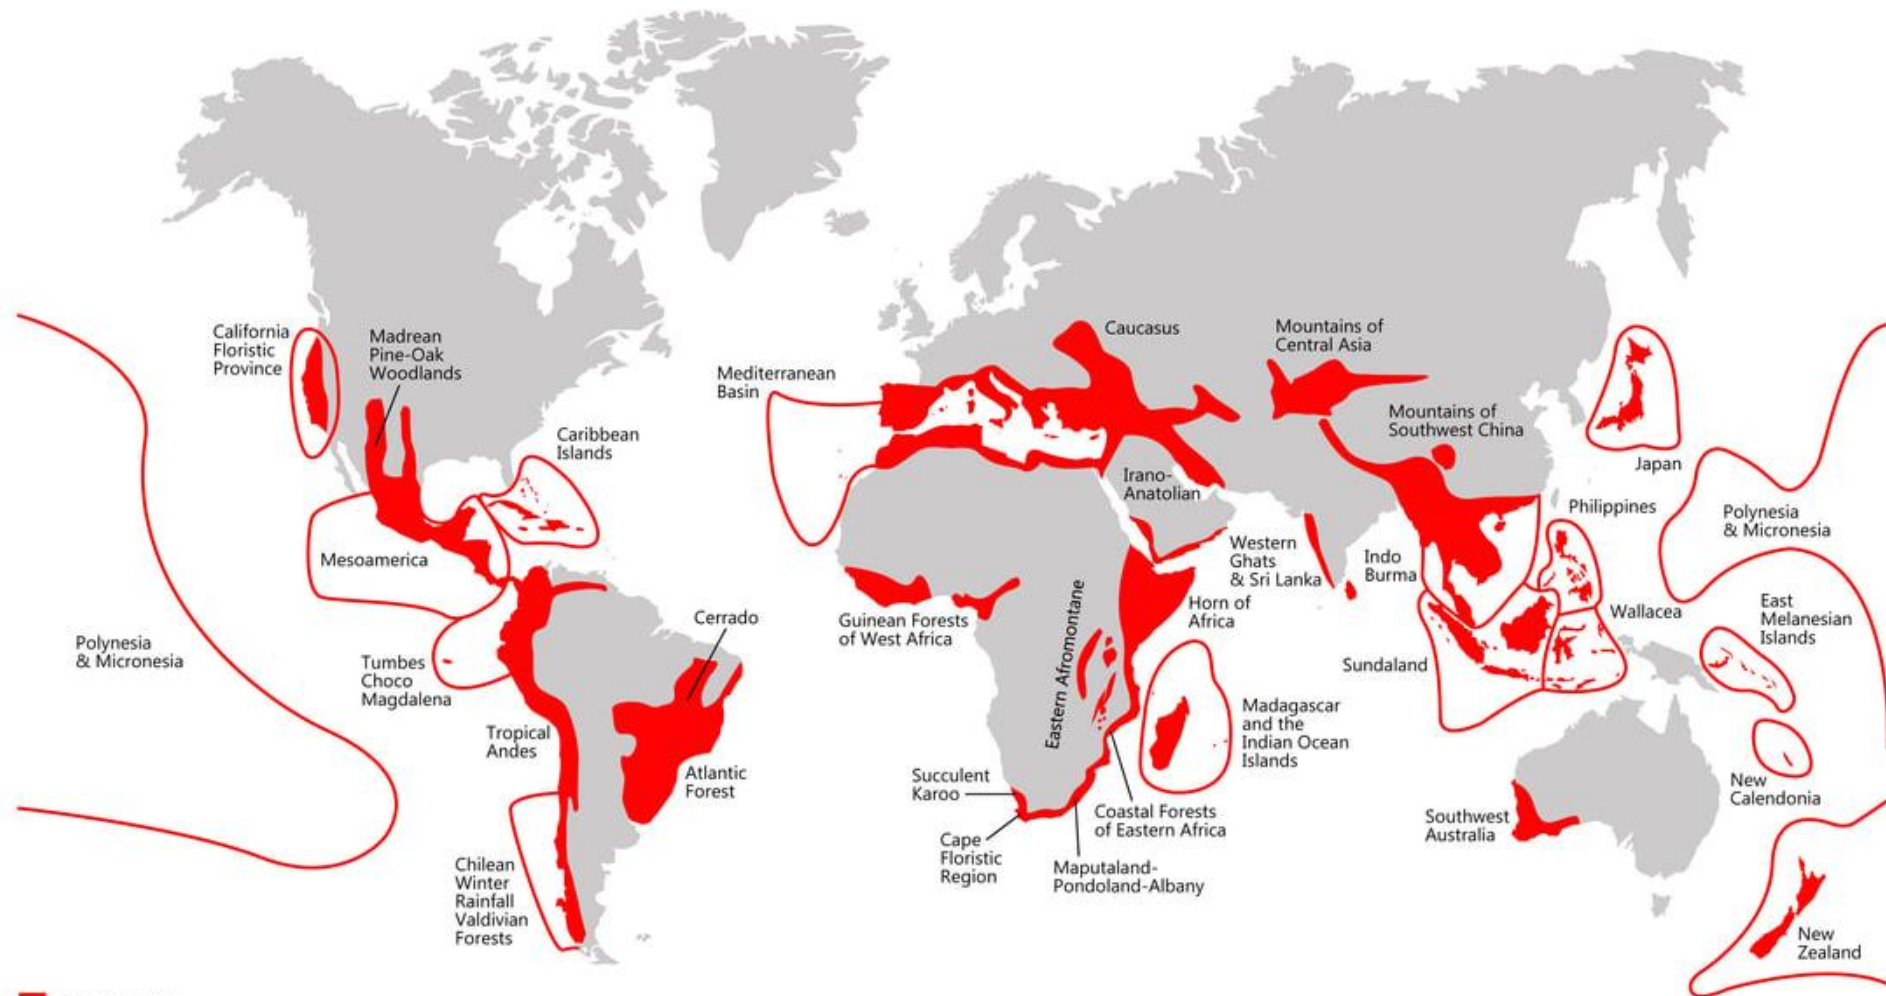 California
Floristic
Province
Madrean
Pine-Oak
Woodlands
Caribbean
Islands
Mesoamerica
Polynesia
& Micronesia
Tumbes
Choco
Magdalena
Tropical
Andes
Cerrado
Atlantic
Forest
Chilean
Winter
Rainfall
Valdivian
Forests
Mediterranean
Basin
Caucasus
Irano-
Anatolian
Guinean Forests
of West Africa
Eastern Afromontane
Horn of
Africa
Madagascar
and the
Indian Ocean
Islands
Succulent
Karoo
Cape
Floristic
Region
Coastal Forests
of Eastern Africa
Maputaland-
Pondoland-Albany
Mountains of
Central Asia
Mountains of
Southwest China
Western
Ghats
& Sri Lanka
Indo
Burma
Japan
Philippines
Polynesia
& Micronesia
Wallacea
Sundaland
East
Melanesian
Islands
New
Calendonia
Southwest
Australia
New
Zealand